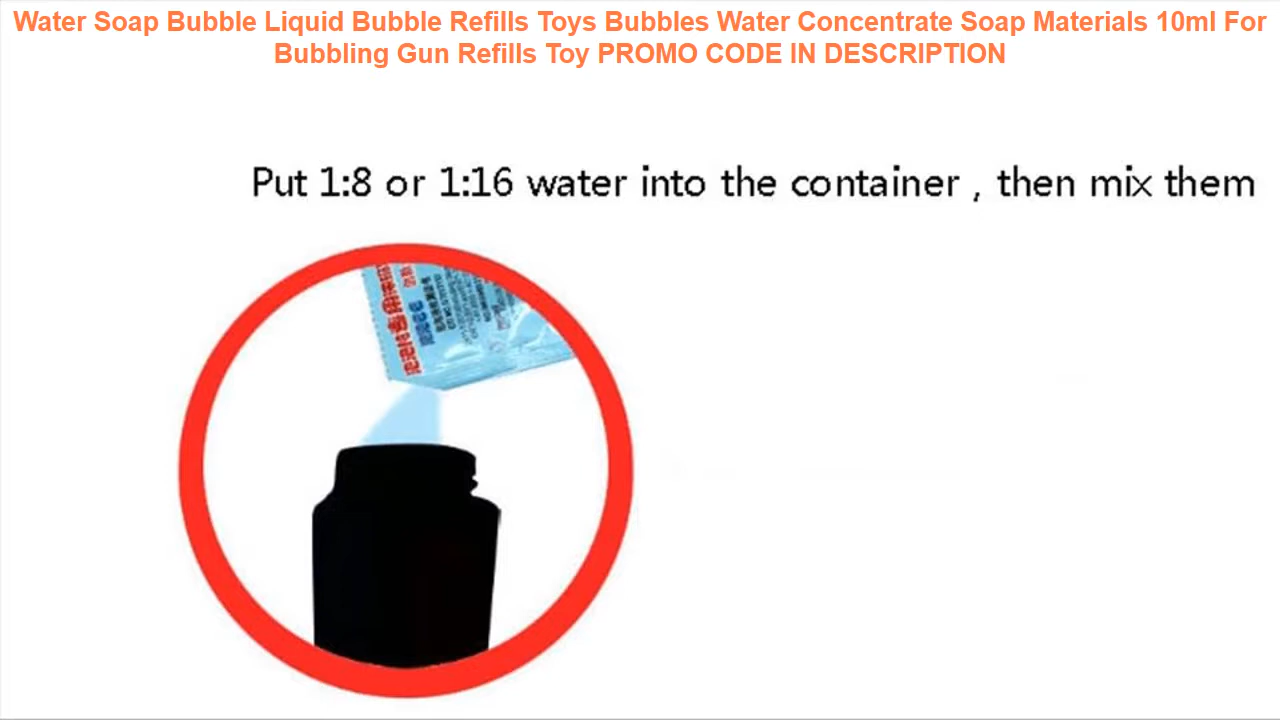 Water Soap Bubble Liquid Bubble Refills Toys Bubbles Water Concentrate Soap Materials 10ml For
Bubbling Gun Refills Toy PROMO CODE IN DESCRIPTION
Put 1:8 or 1:16 water into the container , then mix them